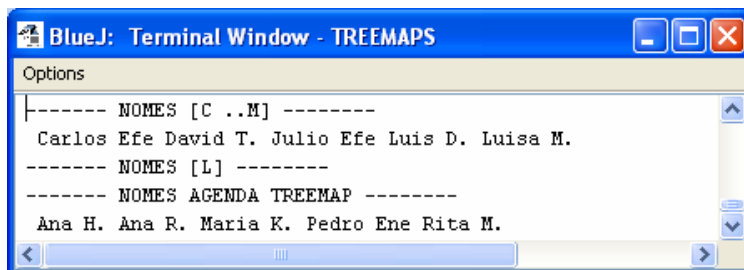 BlueJ: Terminal Window - TREEMAPS
Options
------- NOMES [C ..M] --------
Carlos Efe David T. Julio Efe Luis D. Luisa M.
------- NOMES [L] --------
------- NOMES AGENDA TREEMAP --------
Ana H. Ana R. Maria K. Pedro Ene Rita M.